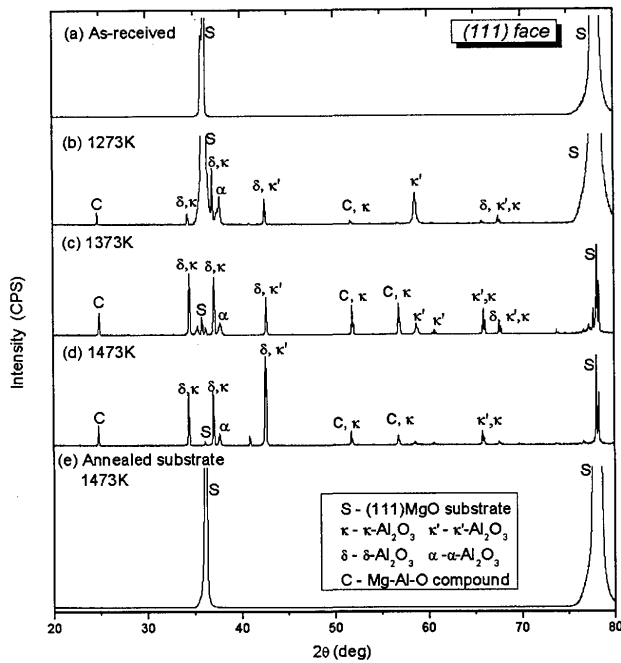 (a) As-received
S
(111) face
S
(b) 1273K
S
S
δ,κ
α
δ, κ'
κ'
C
δ,κ
C, κ
δ, κ',κ
(c) 1373K
S
δ,κ
δ,κ
δ, κ'
C, κ
C, κ
κ',κ
C
S
α
κ'
κ'
δ, κ',κ
(d) 1473K
δ, κ'
S
δ,κ
δ,κ
C
S
α
C, κ
C, κ
κ',κ
(e) Annealed substrate
1473K
S
S
S - (111)MgO substrate
κ - κ-Al₂O₃ κ' - κ'-Al₂O₃
δ - δ-Al₂O₃ α -α-Al₂O₃
C - Mg-Al-O compound
20 30 40 50 60 70 80
2θ (deg)
Intensity (CPS)